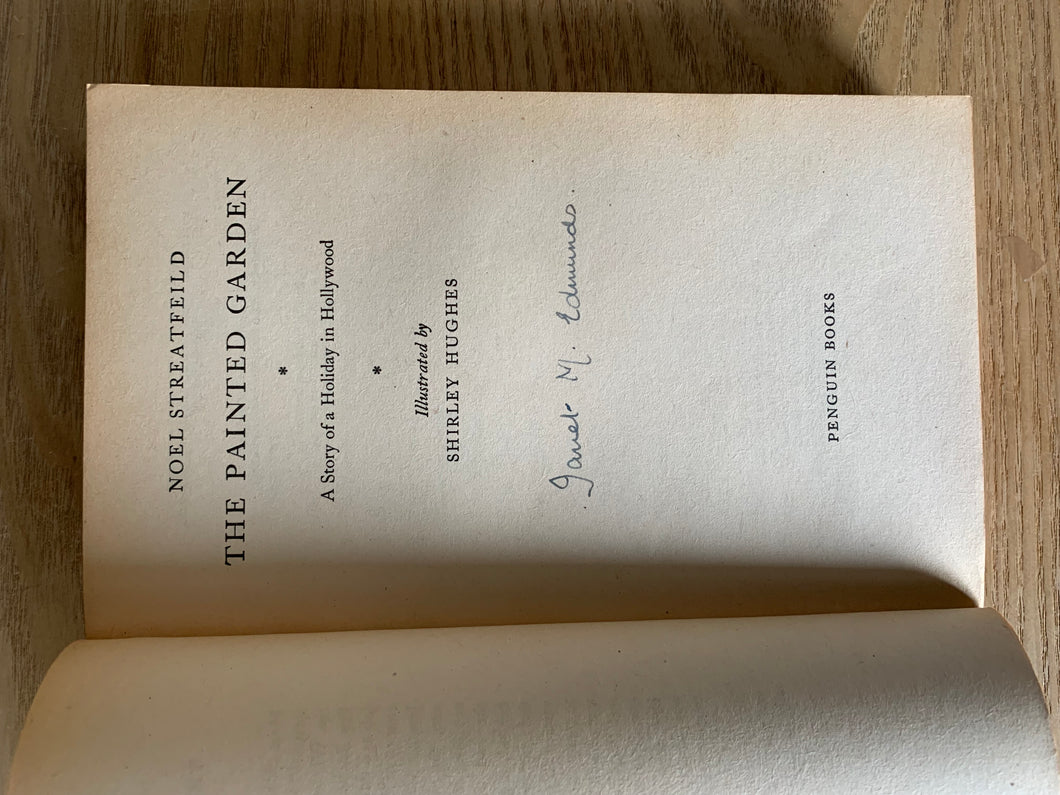 NOEL STREATFEILD
THE PAINTED GARDEN
*
A Story of a Holiday in Hollywood
*
Illustrated by
SHIRLEY HUGHES
Janet M. Edmunds.
PENGUIN BOOKS